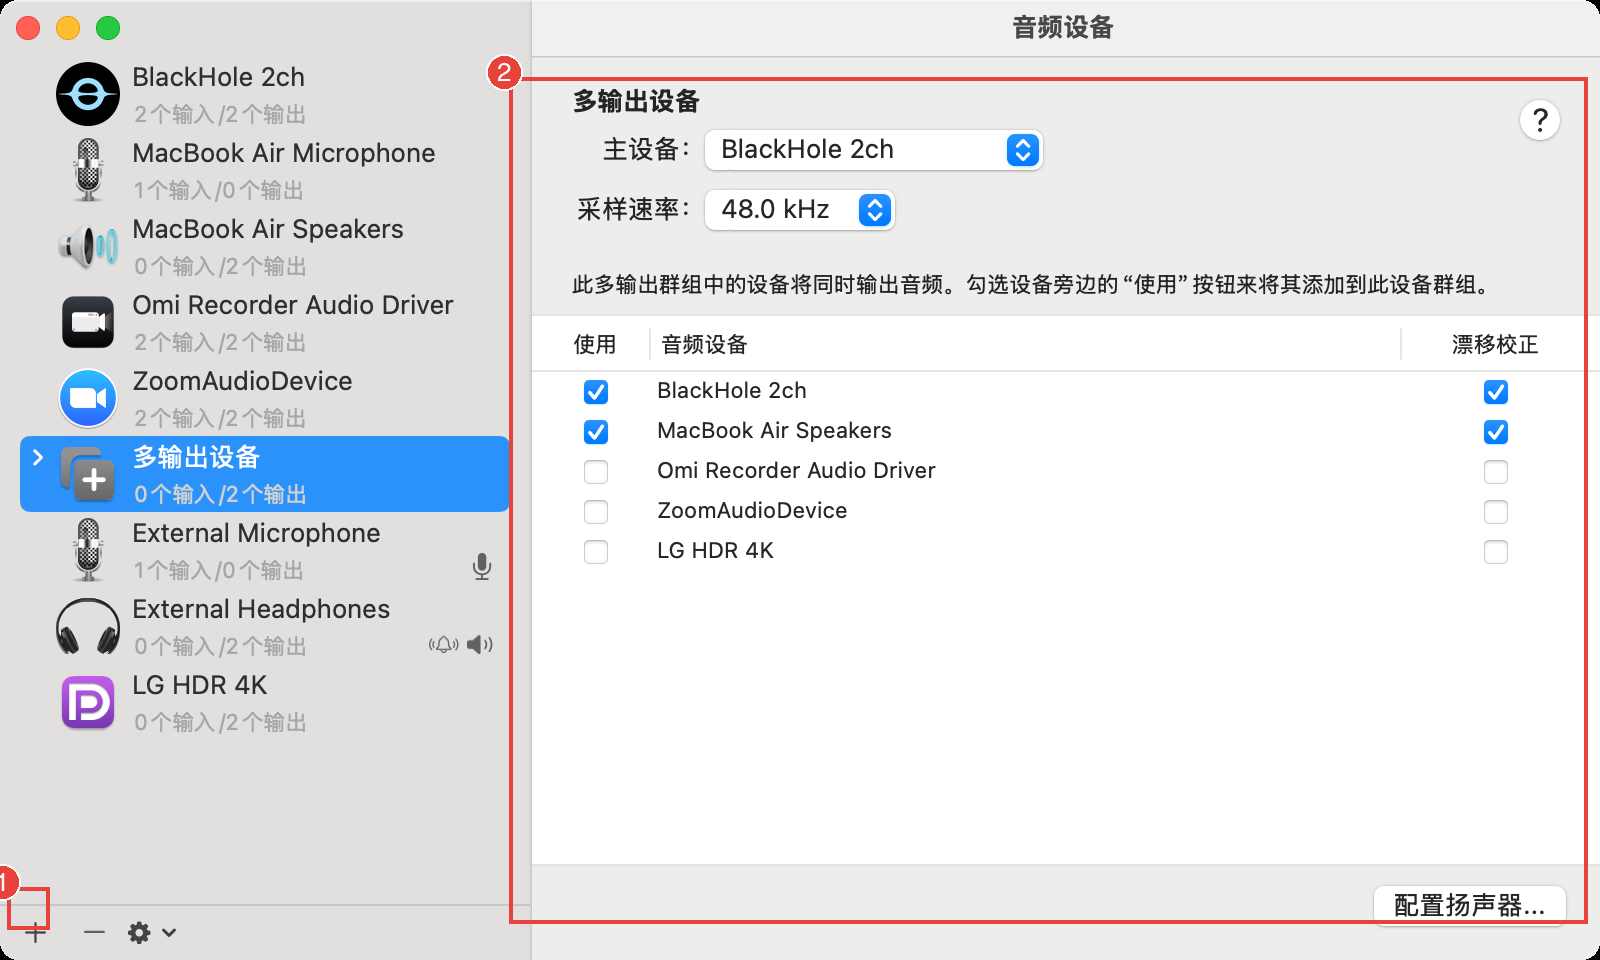 音频设备
BlackHole 2ch
2个输入/2个输出
MacBook Air Microphone
1个输入/0个输出
MacBook Air Speakers
0个输入/2个输出
Omi Recorder Audio Driver
2个输入/2个输出
ZoomAudioDevice
2个输入/2个输出
多输出设备
0个输入/2个输出
External Microphone
1个输入/0个输出
External Headphones
0个输入/2个输出
LG HDR 4K
0个输入/2个输出
1
2
多输出设备
?
主设备: BlackHole 2ch
采样速率: 48.0 kHz
此多输出群组中的设备将同时输出音频。勾选设备旁边的“使用”按钮来将其添加到此设备群组。
使用 音频设备 漂移校正
BlackHole 2ch
MacBook Air Speakers
Omi Recorder Audio Driver
ZoomAudioDevice
LG HDR 4K
配置扬声器...